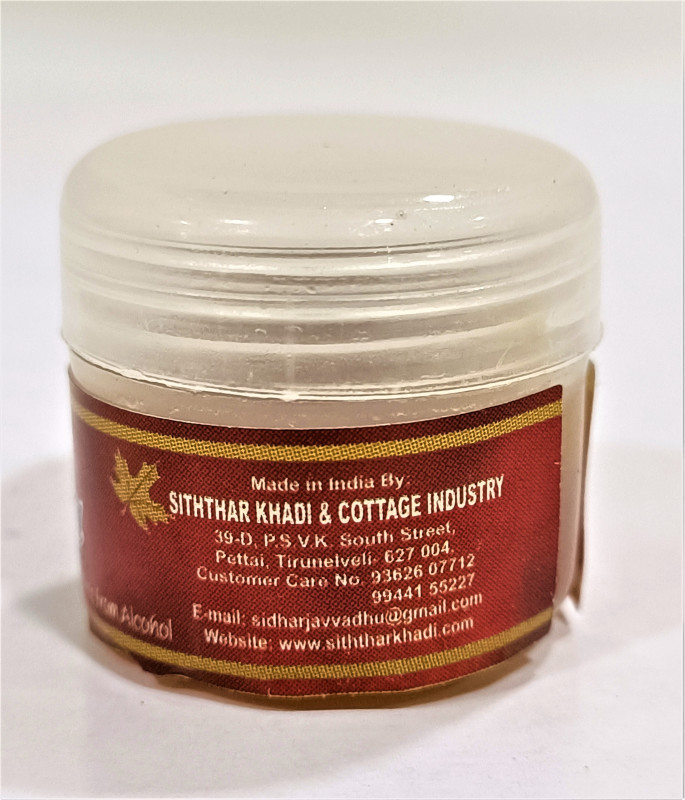 Made in India By:
SITHTHAR KHADI & COTTAGE INDUSTRY
39-D, P.S.V.K. South Street,
Pettai, Tirunelveli- 627 004.
Customer Care No. 93626 07712
99441 55227
E-mail: sidharjavvadhu@gmail.com
Website: www.siththarkhadi.com
from Alcohol